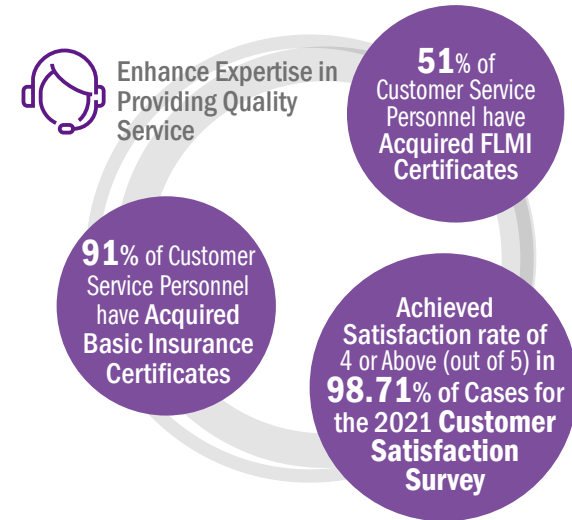 Enhance Expertise in
Providing Quality
Service
51% of
Customer Service
Personnel have
Acquired FLMI
Certificates
91% of Customer
Service Personnel
have Acquired
Basic Insurance
Certificates
Achieved
Satisfaction rate of
4 or Above (out of 5) in
98.71% of Cases for
the 2021 Customer
Satisfaction
Survey